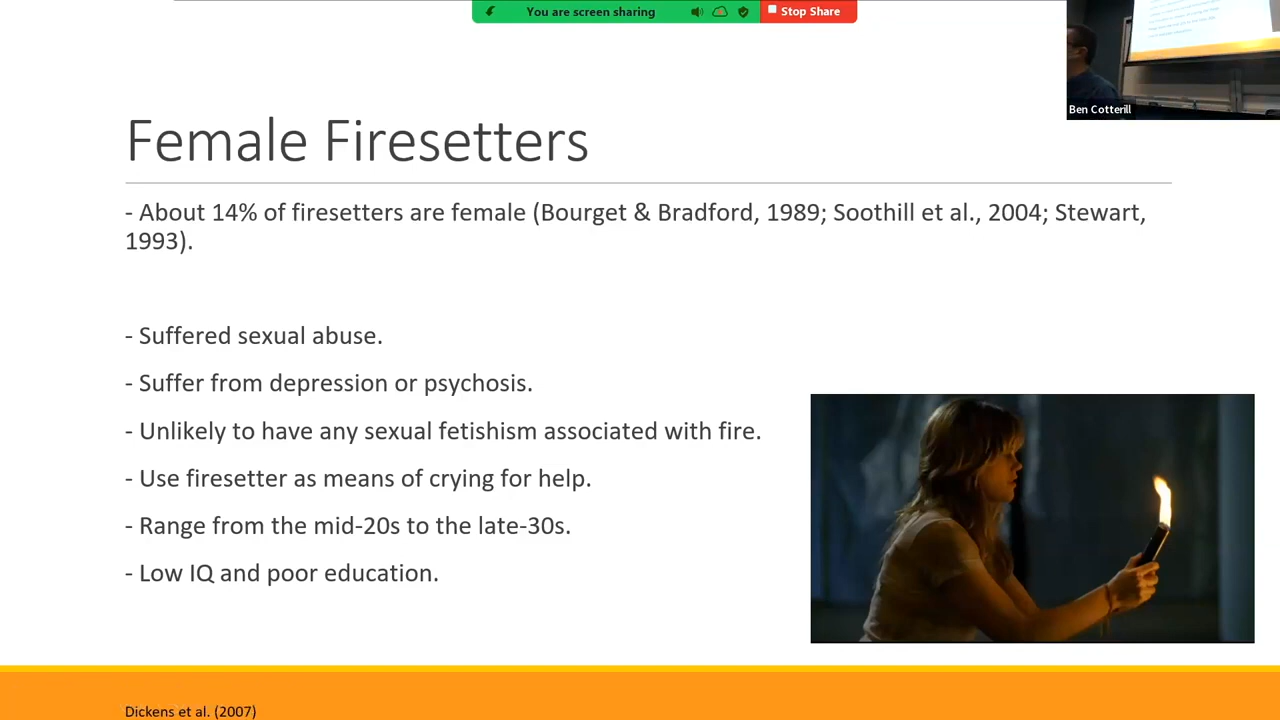 You are screen sharing
Stop Share
Ben Cotterill
Female Firesetters
- About 14% of firesetters are female (Bourget & Bradford, 1989; Soothill et al., 2004; Stewart,
1993).
- Suffered sexual abuse.
- Suffer from depression or psychosis.
- Unlikely to have any sexual fetishism associated with fire.
- Use firesetter as means of crying for help.
- Range from the mid-20s to the late-30s.
- Low IQ and poor education.
Dickens et al. (2007)